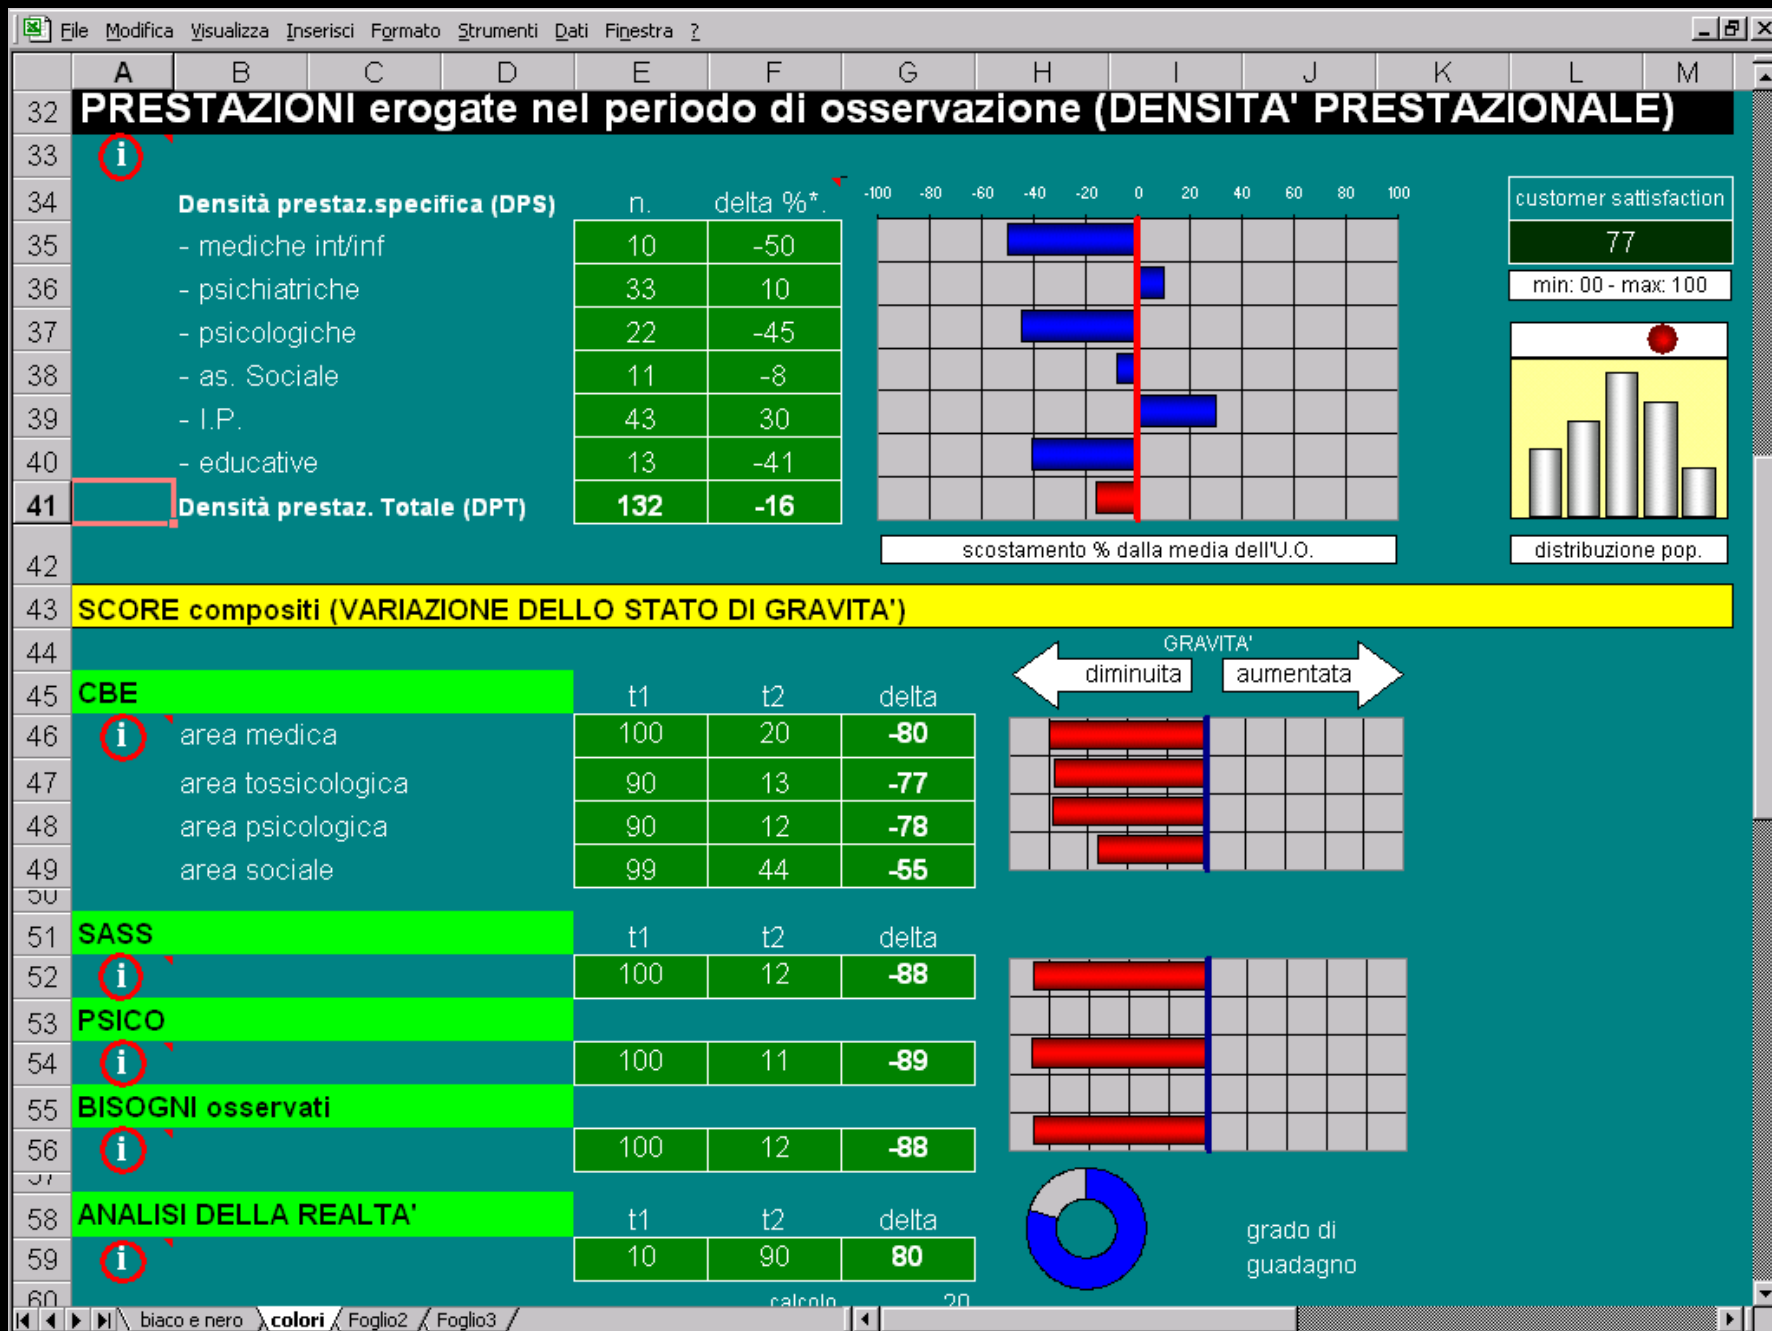 File Modifica Visualizza Inserisci Formato Strumenti Dati Finestra ?
A B C D E F G H I J K L M
32 PRESTAZIONI erogate nel periodo di osservazione (DENSITA' PRESTAZIONALE)
33 i
34 Densità prestaz.specifica (DPS) n. delta %*. -100 -80 -60 -40 -20 0 20 40 60 80 100 customer sattisfaction
35 - mediche int/inf 10 -50 77
36 - psichiatriche 33 10 min: 00 - max: 100
37 - psicologiche 22 -45
38 - as. Sociale 11 -8
39 - I.P. 43 30
40 - educative 13 -41
41 Densità prestaz. Totale (DPT) 132 -16
42 scostamento % dalla media dell'U.O. distribuzione pop.
43 SCORE compositi (VARIAZIONE DELLO STATO DI GRAVITA')
44 GRAVITA'
diminuita aumentata
45 CBE t1 t2 delta
46 i area medica 100 20 -80
47 area tossicologica 90 13 -77
48 area psicologica 90 12 -78
49 area sociale 99 44 -55
50
51 SASS t1 t2 delta
52 i 100 12 -88
53 PSICO
54 i 100 11 -89
55 BISOGNI osservati
56 i 100 12 -88
57
58 ANALISI DELLA REALTA' t1 t2 delta grado di
59 i 10 90 80 guadagno
60 calcolo 20
biaco e nero colori Foglio2 Foglio3